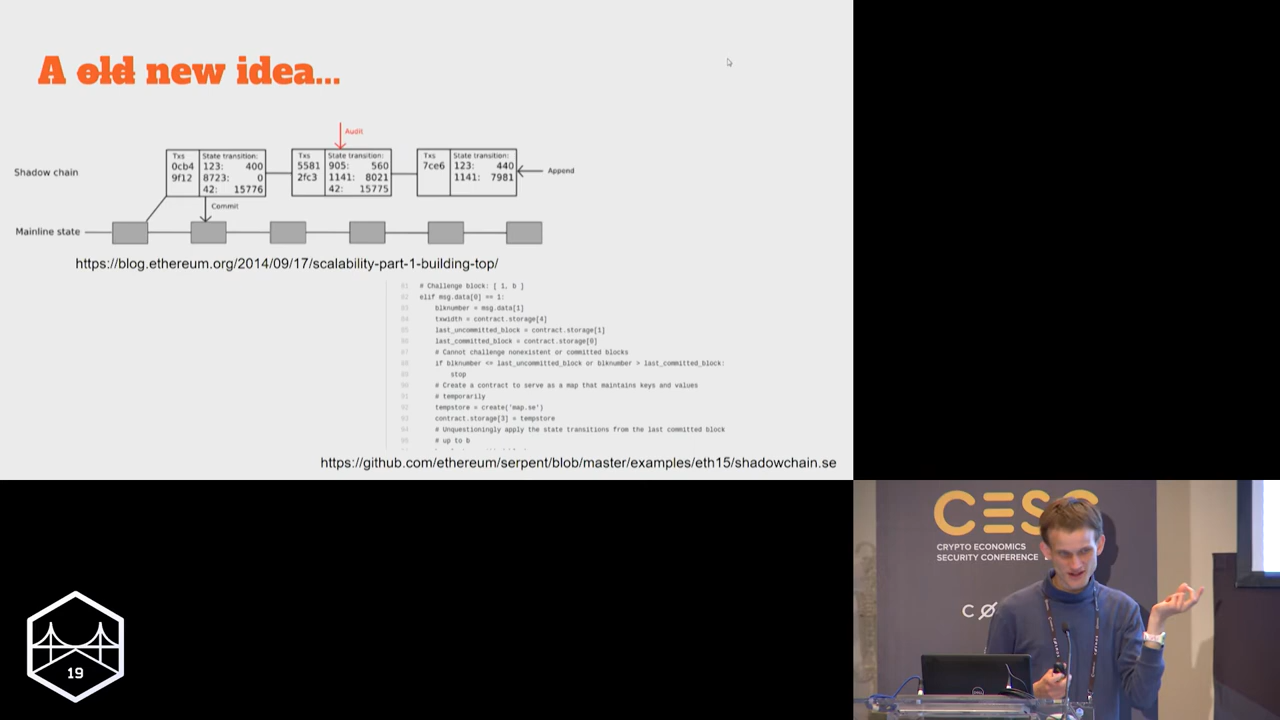 A old new idea...
Audit
Shadow chain
Txs
0cb4
9f12
State transition:
123: 400
8723: 0
42: 15776
Txs
5581
2fc3
State transition:
905: 560
1141: 8021
42: 15775
Txs
7ce6
State transition:
123: 440
1141: 7981
Append
Commit
Mainline state
https://blog.ethereum.org/2014/09/17/scalability-part-1-building-top/
# Challenge block: [ 1, b ]
elif msg.data[0] == 1:
blknumber = msg.data[1]
txwidth = contract.storage[4]
last_uncommitted_block = contract.storage[1]
last_committed_block = contract.storage[0]
# Cannot challenge nonexistent or committed blocks
if blknumber <= last_uncommitted_block or blknumber > last_committed_block:
stop
# Create a contract to serve as a map that maintains keys and values
# temporarily
tempstore = create('map.se')
contract.storage[3] = tempstore
# Unquestioningly apply the state transitions from the last committed block
# up to b
https://github.com/ethereum/serpent/blob/master/examples/eth15/shadowchain.se
CESC
CRYPTO ECONOMICS
SECURITY CONFERENCE
19